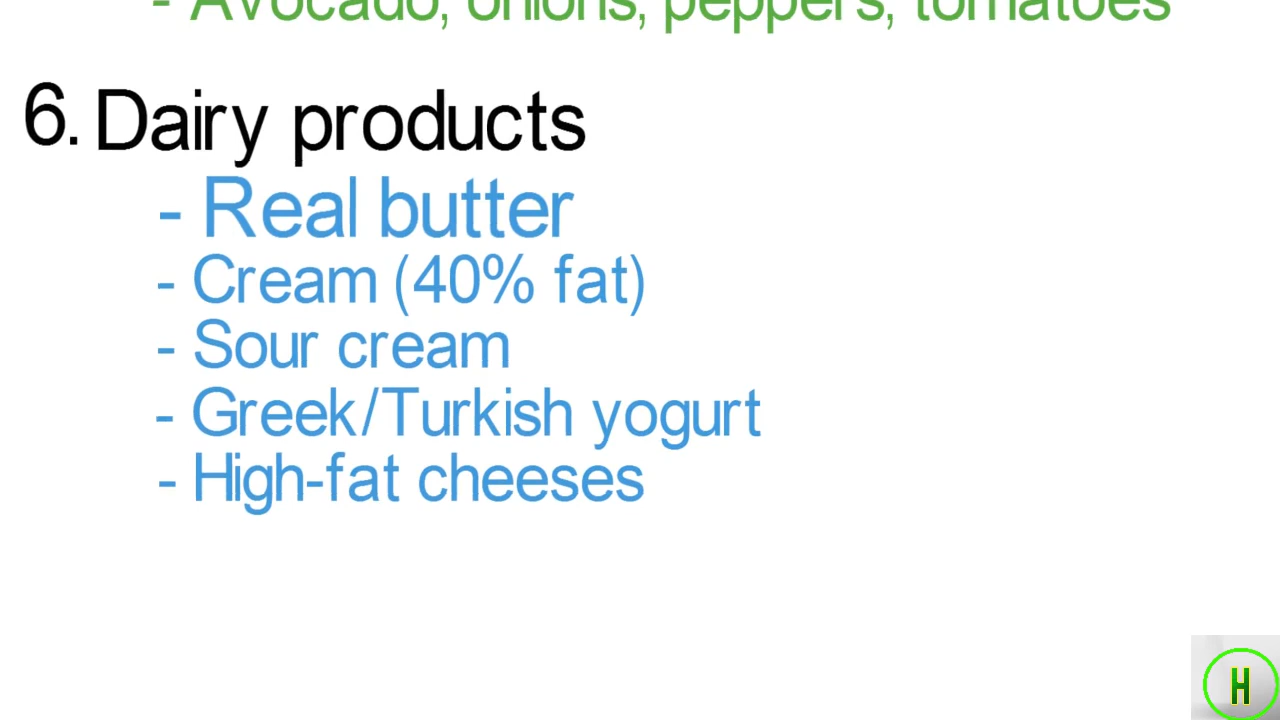 - Avocado, onions, peppers, tomatoes
6. Dairy products
- Real butter
- Cream (40% fat)
- Sour cream
- Greek/Turkish yogurt
- High-fat cheeses
H